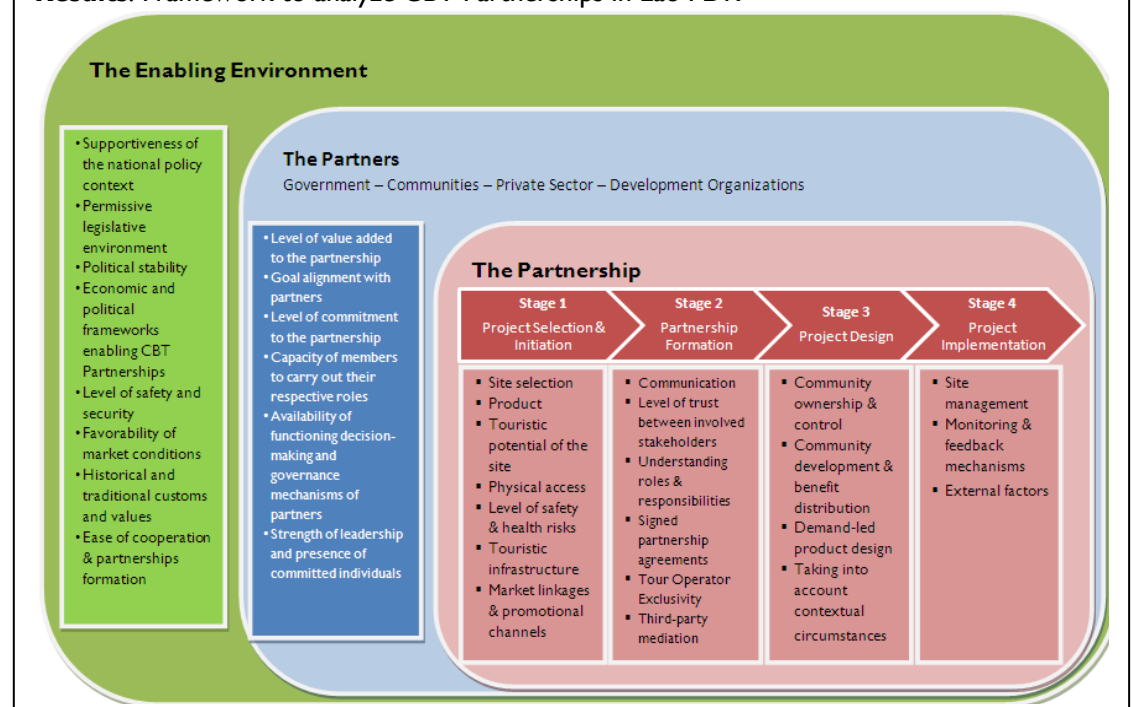 Results: Framework to analyze CBT Partnerships in Lao PDR
The Enabling Environment
•Supportiveness of
the national policy
context
•Permissive
legislative
environment
•Political stability
•Economic and
political
frameworks
enabling CBT
Partnerships
•Level of safety and
security
•Favorability of
market conditions
•Historical and
traditional customs
and values
•Ease of cooperation
& partnerships
formation
The Partners
Government – Communities – Private Sector – Development Organizations
•Level of value added
to the partnership
•Goal alignment with
partners
•Level of commitment
to the partnership
•Capacity of members
to carry out their
respective roles
•Availability of
functioning decision-
making and
governance
mechanisms of
partners
•Strength of leadership
and presence of
committed individuals
The Partnership
Stage 1
Project Selection &
Initiation
▪ Site selection
▪ Product
▪ Touristic
potential of the
site
▪ Physical access
▪ Level of safety
& health risks
▪ Touristic
infrastructure
▪ Market linkages
& promotional
channels
Stage 2
Partnership
Formation
▪ Communication
▪ Level of trust
between involved
stakeholders
▪ Understanding
roles &
responsibilities
▪ Signed
partnership
agreements
▪ Tour Operator
Exclusivity
▪ Third-party
mediation
Stage 3
Project Design
▪ Community
ownership &
control
▪ Community
development &
benefit
distribution
▪ Demand-led
product design
▪ Taking into
account
contextual
circumstances
Stage 4
Project
Implementation
▪ Site
management
▪ Monitoring &
feedback
mechanisms
▪ External factors